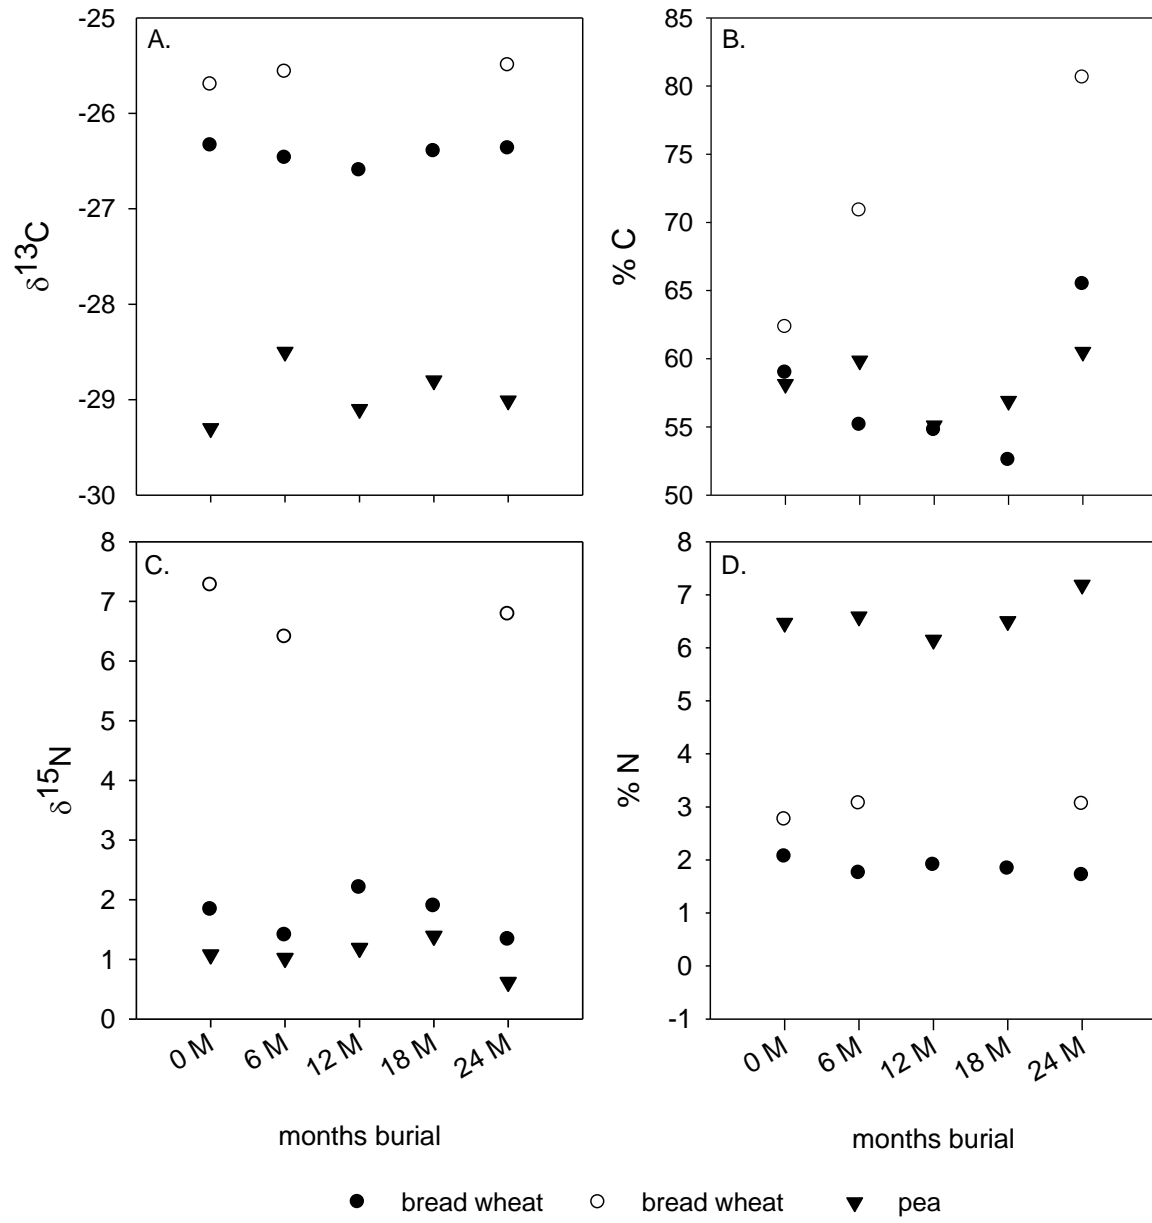 A.
-25
-26
-27
-28
-29
-30
δ13C
B.
85
80
75
70
65
60
55
50
% C
C.
8
7
6
5
4
3
2
1
0
δ15N
0 M
6 M
12 M
18 M
24 M
months burial
D.
8
7
6
5
4
3
2
1
0
-1
% N
0 M
6 M
12 M
18 M
24 M
months burial
bread wheat bread wheat pea